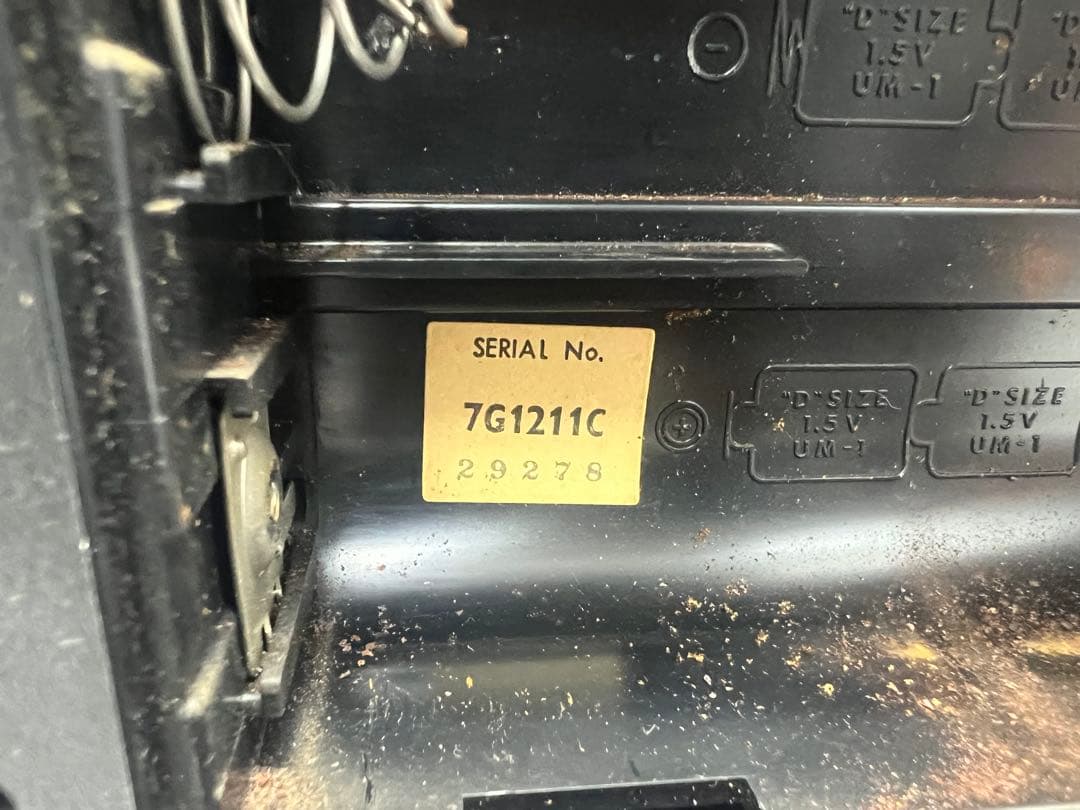 "D" SIZE
1.5V
UM-1
SERIAL No.
7G1211C
29278
"D" SIZE
1.5V
UM-1
"D" SIZE
1.5V
UM-1